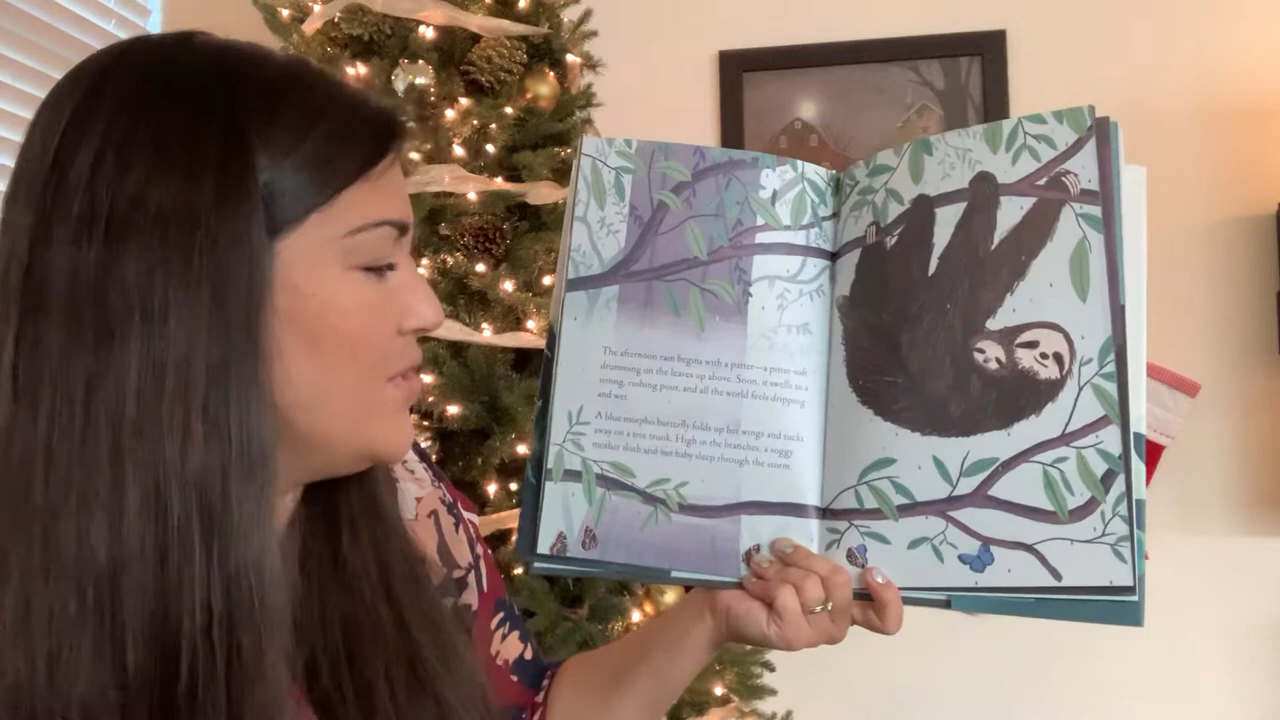 The afternoon rain begins with a patter—a pitter-soft
drumming on the leaves up above. Soon, it swells to a
strong, rushing pour, and all the world feels dripping
and wet.
A blue morpho butterfly folds up her wings and tucks
away on a tree trunk. High in the branches, a soggy
mother sloth and her baby sleep through the storm.